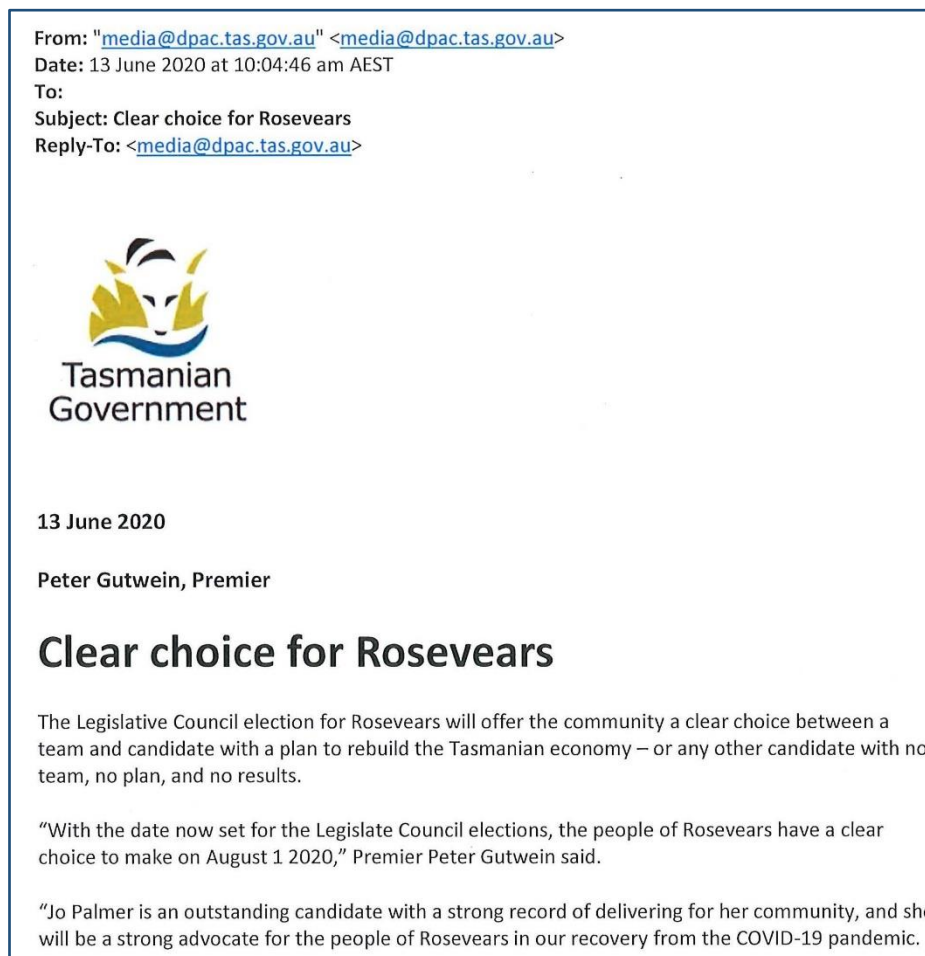 From: "media@dpac.tas.gov.au" <media@dpac.tas.gov.au>
Date: 13 June 2020 at 10:04:46 am AEST
To:
Subject: Clear choice for Rosevears
Reply-To: <media@dpac.tas.gov.au>
Tasmanian
Government
13 June 2020
Peter Gutwein, Premier
Clear choice for Rosevears
The Legislative Council election for Rosevears will offer the community a clear choice between a
team and candidate with a plan to rebuild the Tasmanian economy – or any other candidate with no
team, no plan, and no results.
“With the date now set for the Legislate Council elections, the people of Rosevears have a clear
choice to make on August 1 2020,” Premier Peter Gutwein said.
“Jo Palmer is an outstanding candidate with a strong record of delivering for her community, and she
will be a strong advocate for the people of Rosevears in our recovery from the COVID-19 pandemic.